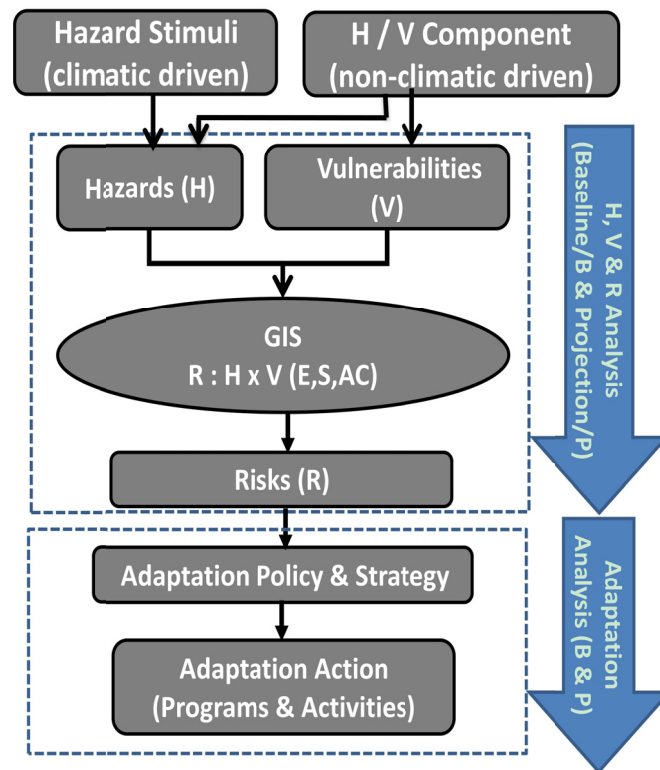 Hazard Stimuli
(climatic driven)
H / V Component
(non-climatic driven)
Hazards (H)
Vulnerabilities
(V)
GIS
R : H x V (E,S,AC)
Risks (R)
H, V & R Analysis
(Baseline/B & Projection/P)
Adaptation Policy & Strategy
Adaptation Action
(Programs & Activities)
Adaptation
Analysis (B & P)